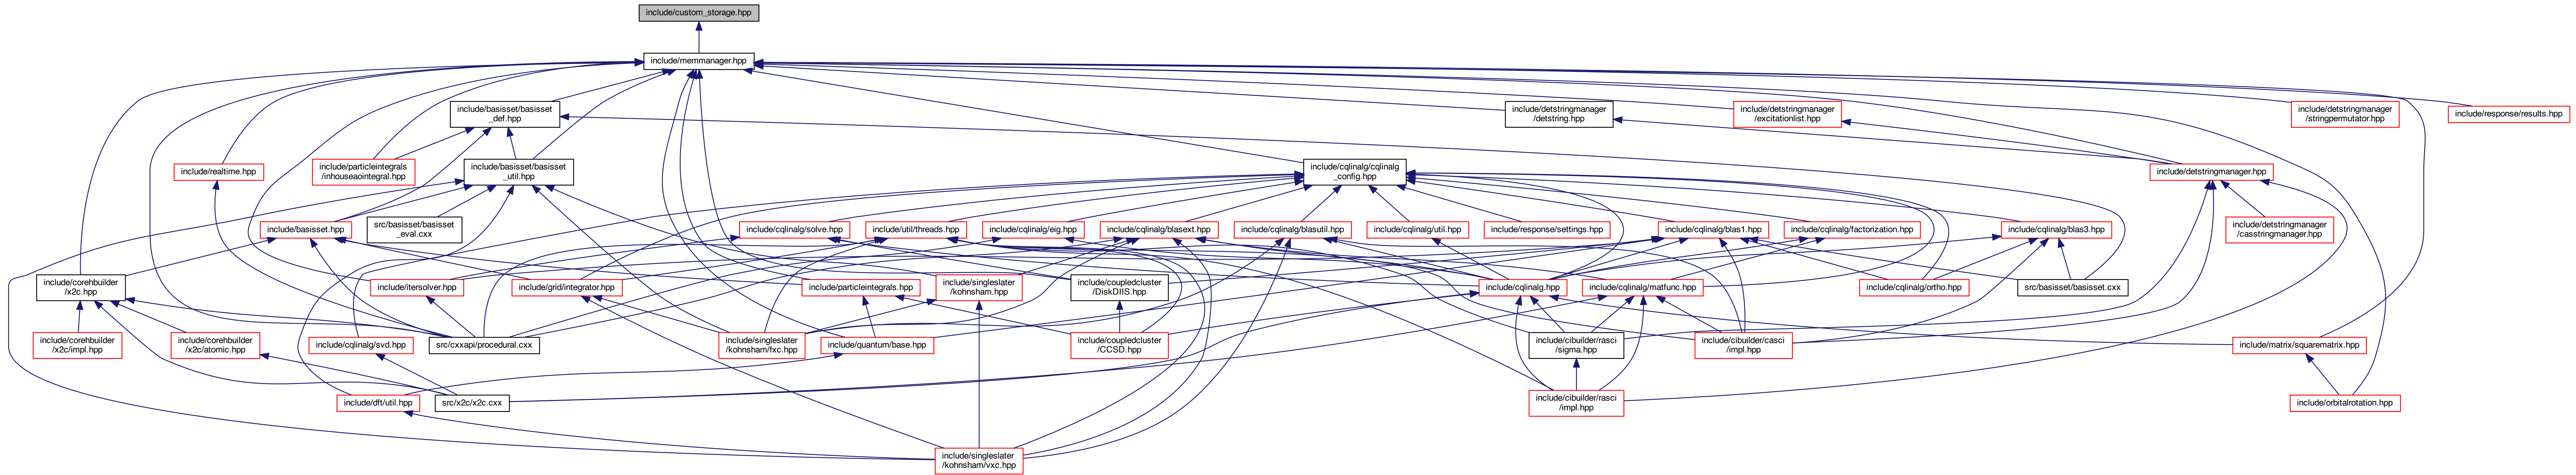 include/custom_storage.hpp
include/memmanager.hpp
include/basisset/basisset
_def.hpp
include/detstringmanager
/detstring.hpp
include/detstringmanager
/excitationlist.hpp
include/detstringmanager
/stringpermutator.hpp
include/response/results.hpp
include/realtime.hpp
include/particleintegrals
/inhouseaointegral.hpp
include/basisset/basisset
_util.hpp
include/cqlinalg/cqlinalg
_config.hpp
include/detstringmanager.hpp
include/basisset.hpp
src/basisset/basisset
_eval.cxx
include/cqlinalg/solve.hpp
include/util/threads.hpp
include/cqlinalg/eig.hpp
include/cqlinalg/blasext.hpp
include/cqlinalg/blasutil.hpp
include/cqlinalg/util.hpp
include/response/settings.hpp
include/cqlinalg/blas1.hpp
include/cqlinalg/factorization.hpp
include/cqlinalg/blas3.hpp
include/detstringmanager
/casstringmanager.hpp
include/corehbuilder
/x2c.hpp
include/itersolver.hpp
include/grid/integrator.hpp
include/particleintegrals.hpp
include/singleslater
/kohnsham.hpp
include/coupledcluster
/DiskDIIS.hpp
include/cqlinalg.hpp
include/cqlinalg/matfunc.hpp
include/cqlinalg/ortho.hpp
src/basisset/basisset.cxx
include/corehbuilder
/x2c/impl.hpp
include/corehbuilder
/x2c/atomic.hpp
include/cqlinalg/svd.hpp
src/cxxapi/procedural.cxx
include/singleslater
/kohnsham/fxc.hpp
include/quantum/base.hpp
include/coupledcluster
/CCSD.hpp
include/cibuilder/rasci
/sigma.hpp
include/cibuilder/casci
/impl.hpp
include/matrix/squarematrix.hpp
include/dft/util.hpp
src/x2c/x2c.cxx
include/cibuilder/rasci
/impl.hpp
include/orbitalrotation.hpp
include/singleslater
/kohnsham/vxc.hpp